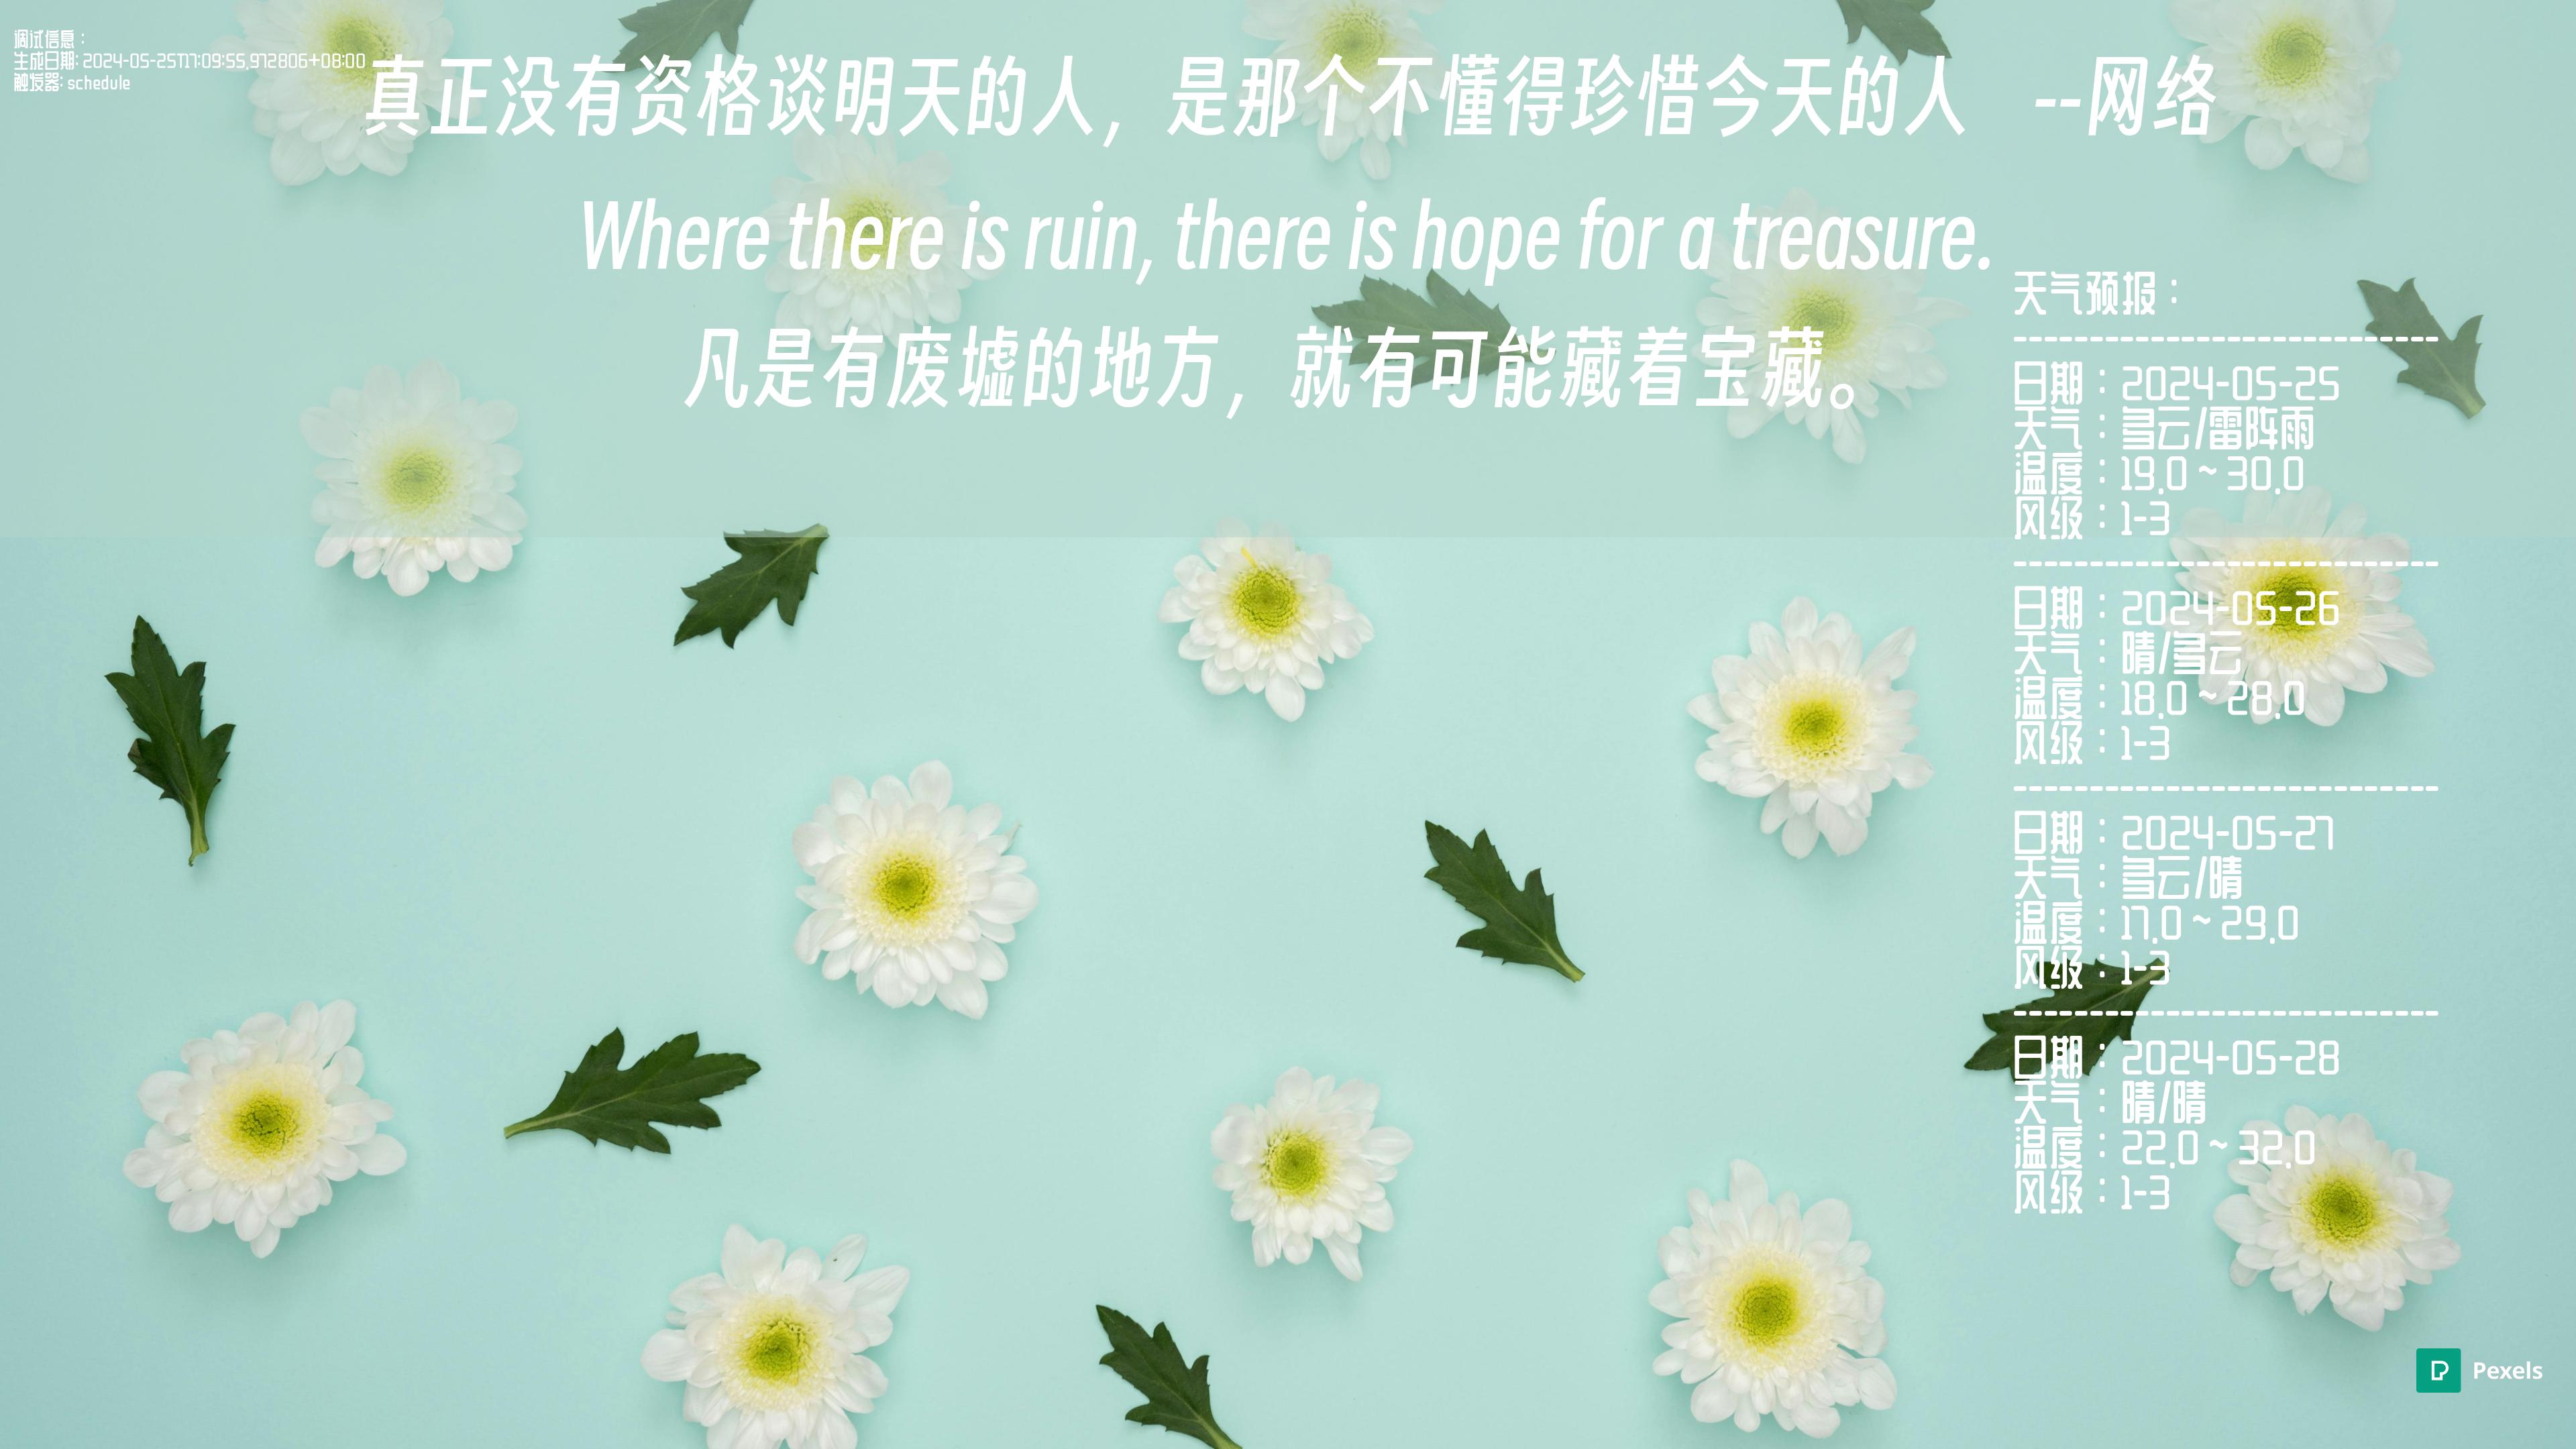 调试信息：
生成日期: 2024-05-25T17:09:55.972806+08:00
触发器: schedule
真正没有资格谈明天的人，是那个不懂得珍惜今天的人 --网络
Where there is ruin, there is hope for a treasure.
凡是有废墟的地方，就有可能藏着宝藏。
天气预报：
------------------------------
日期：2024-05-25
天气：多云/雷阵雨
温度：19.0 ~ 30.0
风级：1-3
------------------------------
日期：2024-05-26
天气：晴/多云
温度：18.0 ~ 28.0
风级：1-3
------------------------------
日期：2024-05-27
天气：多云/晴
温度：17.0 ~ 29.0
风级：1-3
------------------------------
日期：2024-05-28
天气：晴/晴
温度：22.0 ~ 32.0
风级：1-3
Pexels